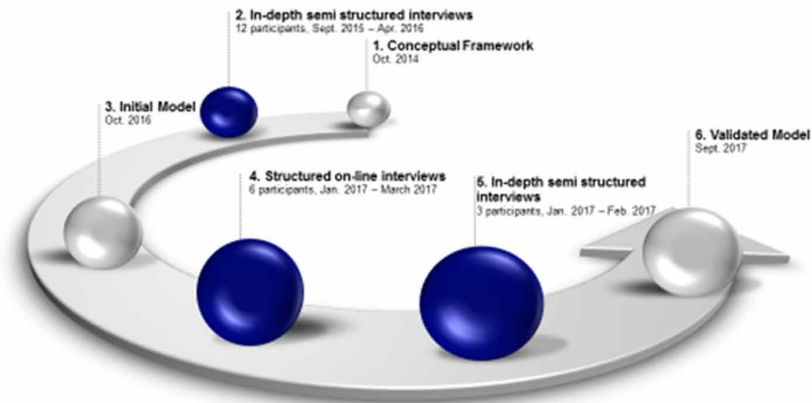 2. In-depth semi structured interviews
12 participants, Sept. 2015 – Apr. 2016
1. Conceptual Framework
Oct. 2014
3. Initial Model
Oct. 2016
6. Validated Model
Sept. 2017
4. Structured on-line interviews
6 participants, Jan. 2017 – March 2017
5. In-depth semi structured
interviews
3 participants, Jan. 2017 – Feb. 2017